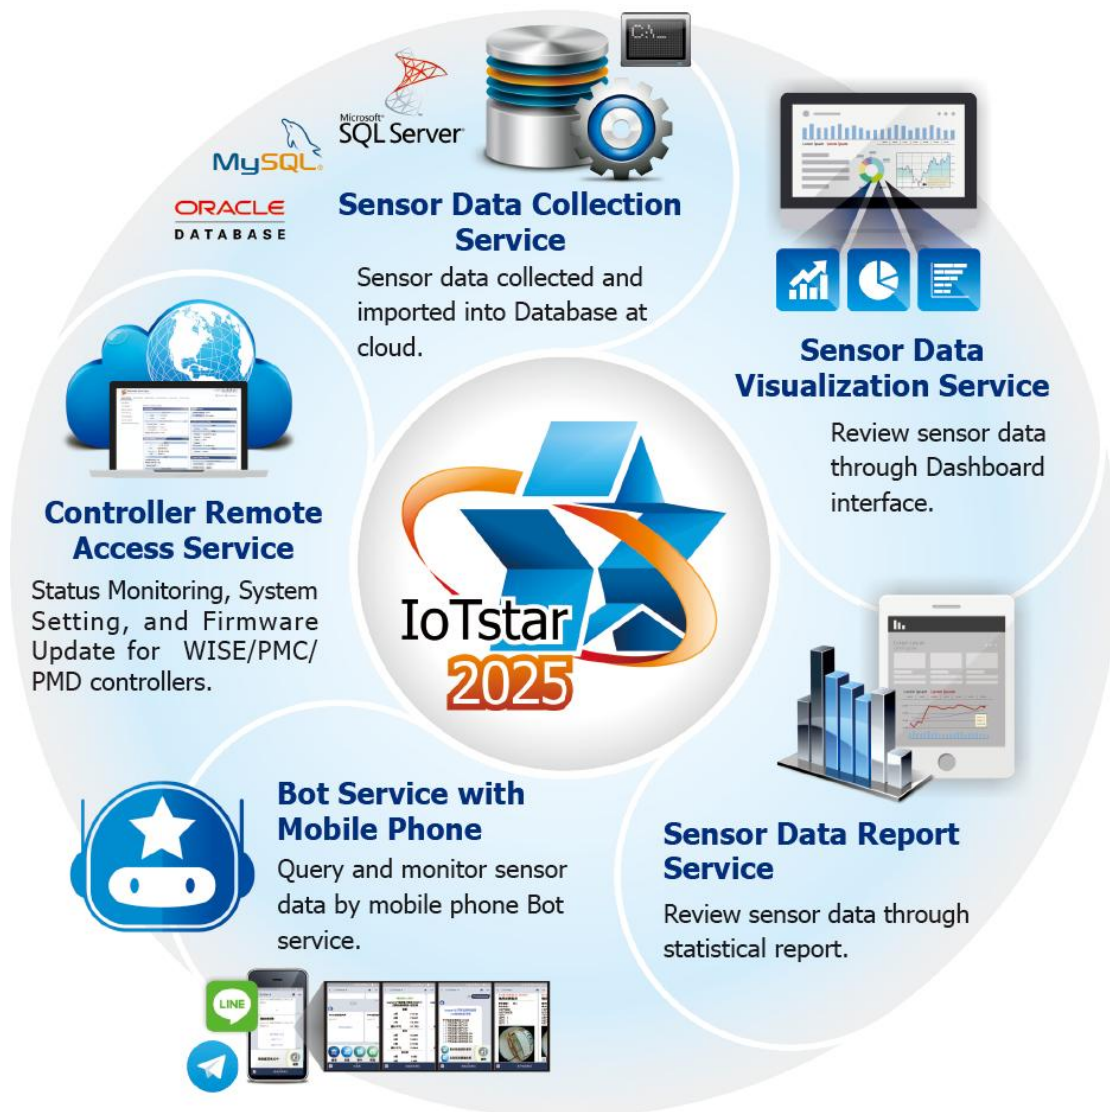 C:\_
Microsoft®
SQL Server®
MySQL®
ORACLE
DATABASE
Sensor Data Collection
Service
Sensor data collected and
imported into Database at
cloud.
Sensor Data
Visualization Service
Review sensor data
through Dashboard
interface.
Controller Remote
Access Service
Status Monitoring, System
Setting, and Firmware
Update for WISE/PMC/
PMD controllers.
IoTstar
2025
Bot Service with
Mobile Phone
Query and monitor sensor
data by mobile phone Bot
service.
LINE
Sensor Data Report
Service
Review sensor data through
statistical report.